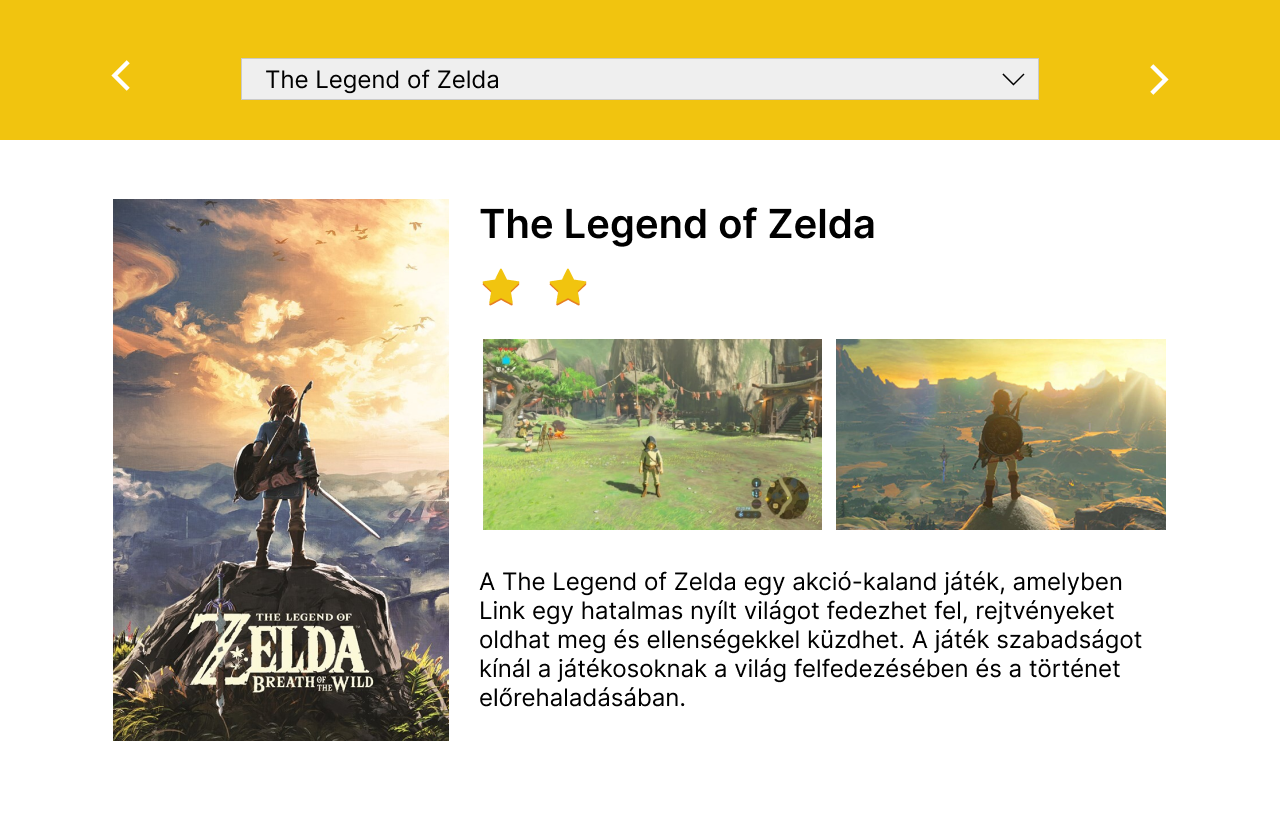 The Legend of Zelda
The Legend of Zelda
THE LEGEND OF
ZELDA
BREATH OF THE WILD
A The Legend of Zelda egy akció-kaland játék, amelyben
Link egy hatalmas nyílt világot fedezhet fel, rejtvényeket
oldhat meg és ellenségekkel küzdhet. A játék szabadságot
kínál a játékosoknak a világ felfedezésében és a történet
előrehaladásában.